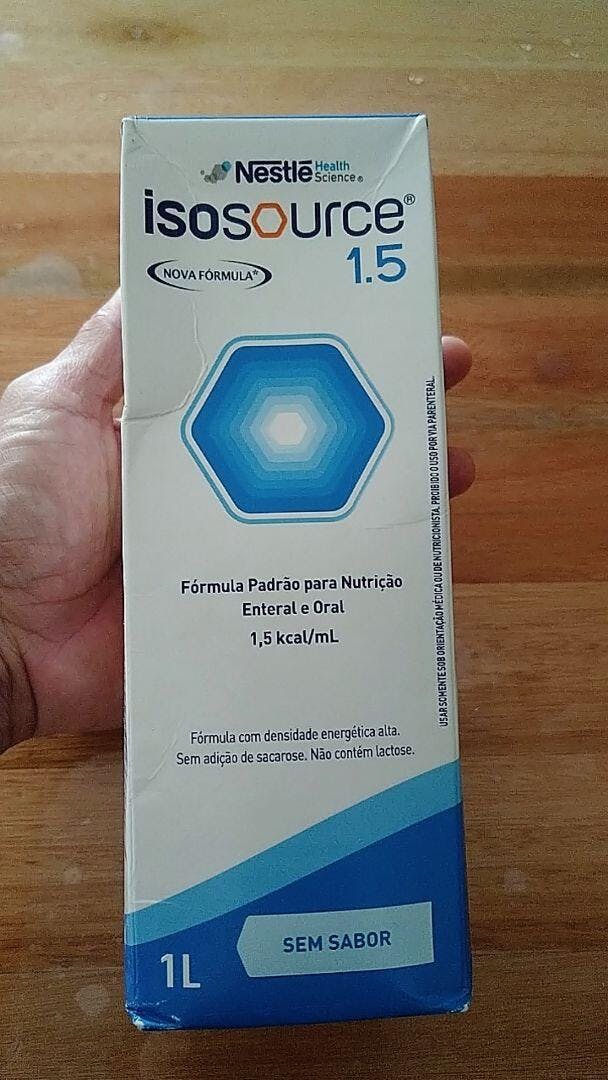 Nestlé Health Science®
isosource®
1.5
NOVA FÓRMULA*
Fórmula Padrão para Nutrição
Enteral e Oral
1,5 kcal/mL
USAR SOMENTE SOB ORIENTAÇÃO MÉDICA OU DE NUTRICIONISTA. PROIBIDO O USO POR VIA PARENTERAL.
Fórmula com densidade energética alta.
Sem adição de sacarose. Não contém lactose.
SEM SABOR
1L